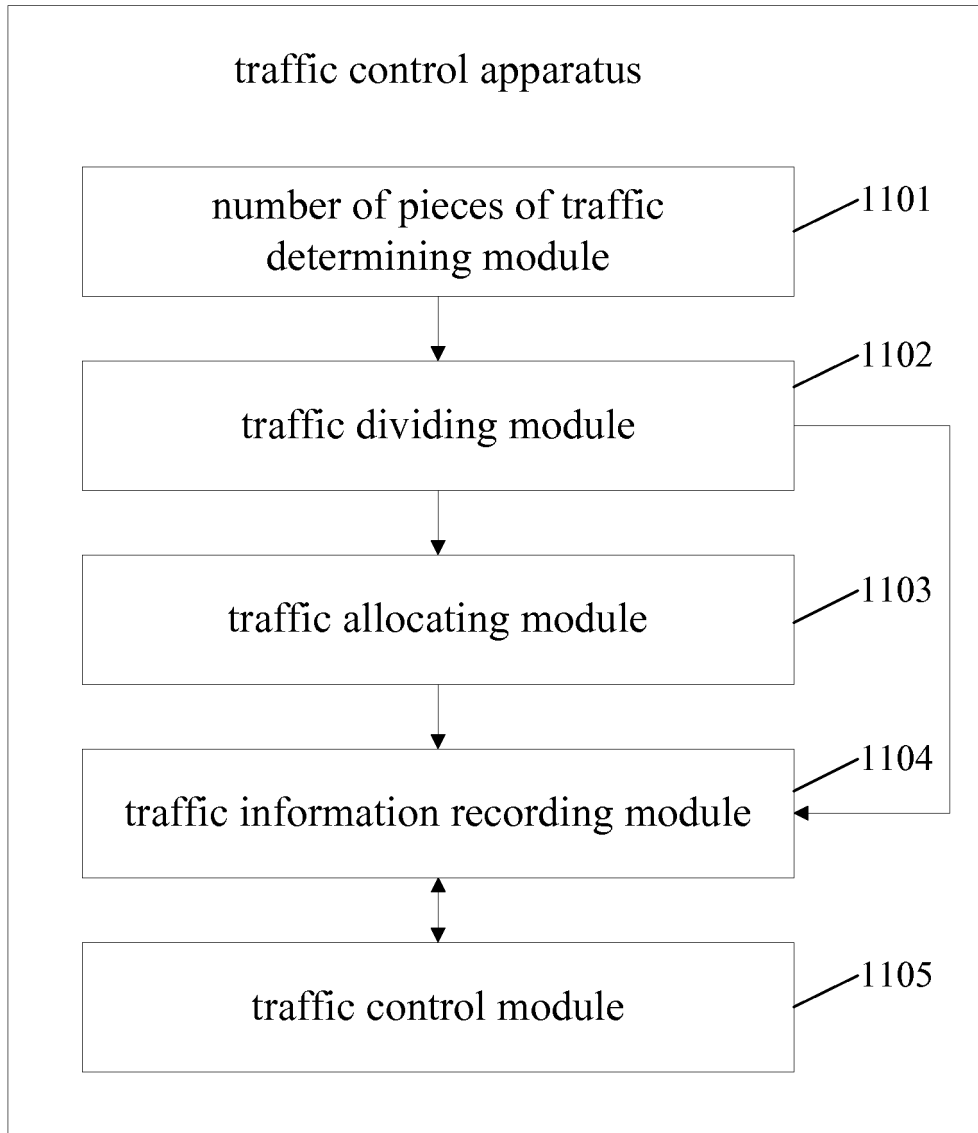 traffic control apparatus
number of pieces of traffic
determining module
1101
traffic dividing module
1102
traffic allocating module
1103
traffic information recording module
1104
traffic control module
1105